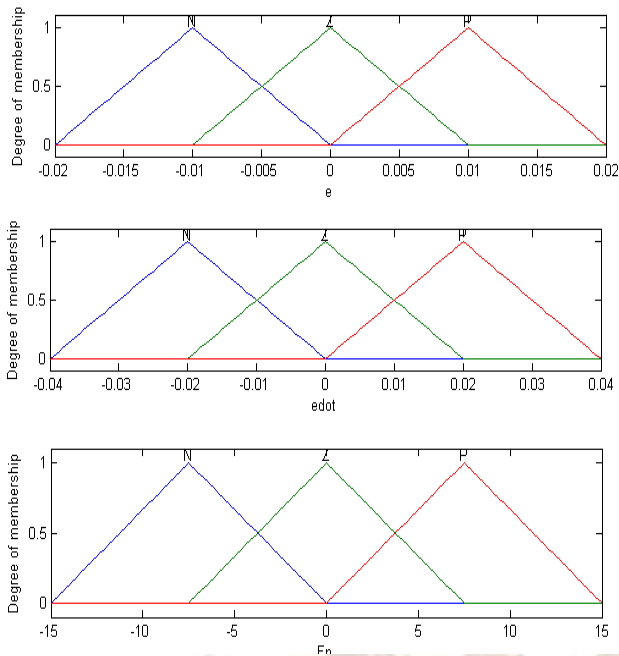 N Z P
Degree of membership
1
0.5
0
-0.02 -0.015 -0.01 -0.005 0 0.005 0.01 0.015 0.02
e
N Z P
Degree of membership
1
0.5
0
-0.04 -0.03 -0.02 -0.01 0 0.01 0.02 0.03 0.04
edot
N Z P
Degree of membership
1
0.5
0
-15 -10 -5 0 5 10 15